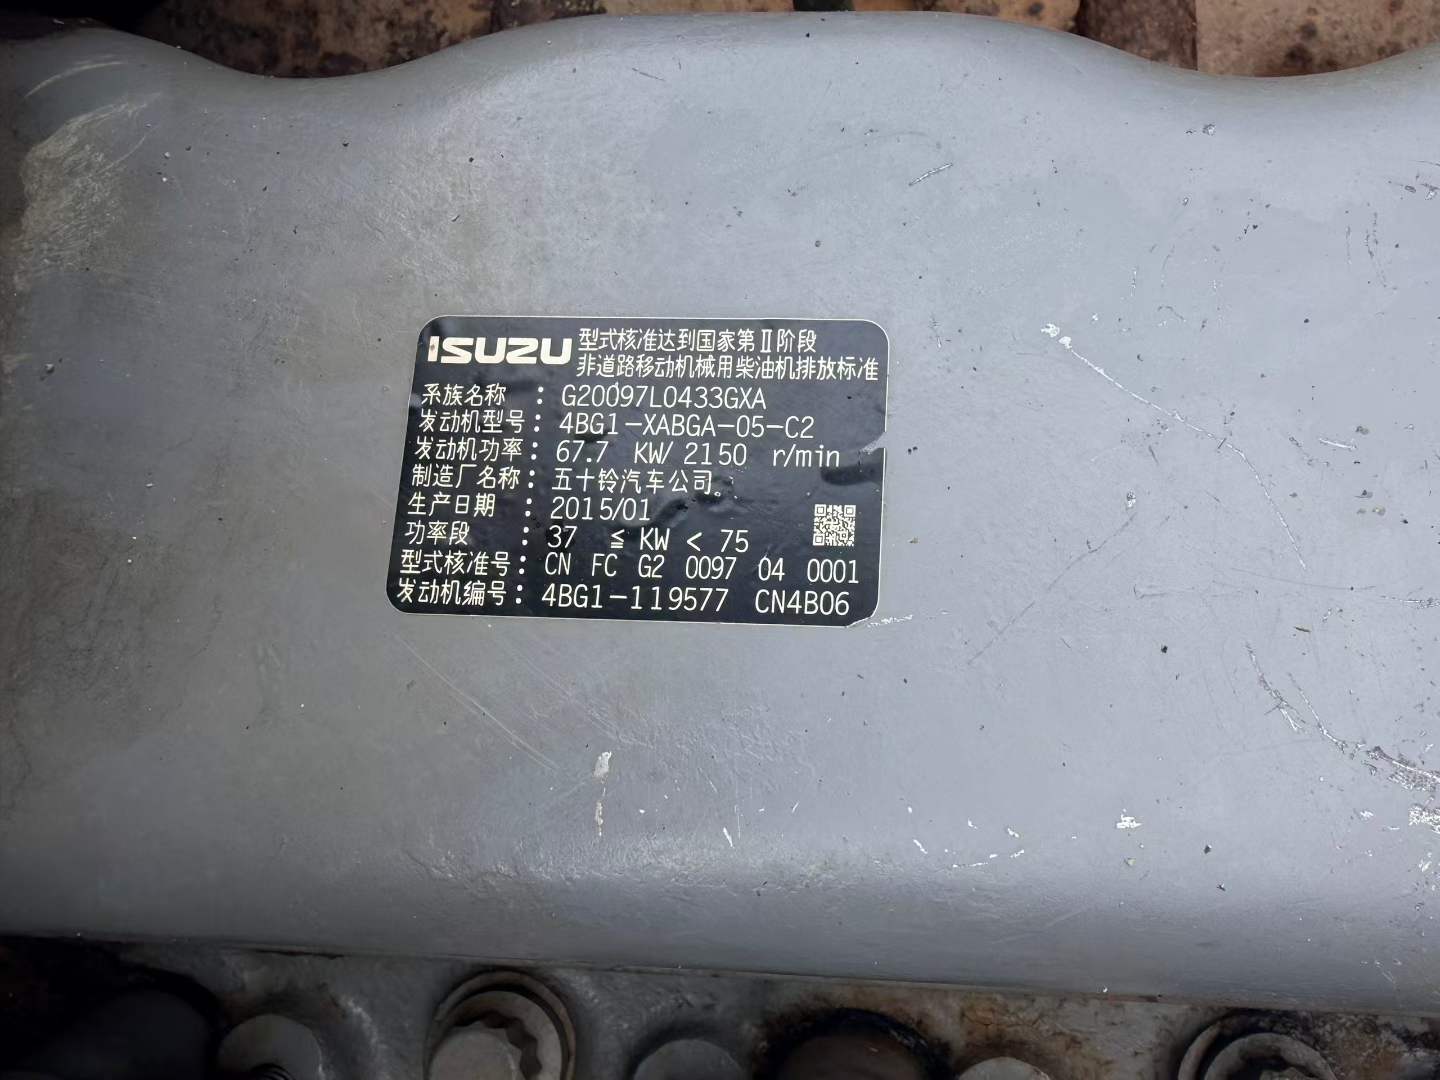 ISUZU 型式核准达到国家第Ⅱ阶段
非道路移动机械用柴油机排放标准
系族名称 : G20097L0433GXA
发动机型号: 4BG1-XABGA-05-C2
发动机功率: 67.7 KW/ 2150 r/min
制造厂名称: 五十铃汽车公司。
生产日期 : 2015/01
功率段 : 37 ≦ KW < 75
型式核准号: CN FC G2 0097 04 0001
发动机编号: 4BG1-119577 CN4B06